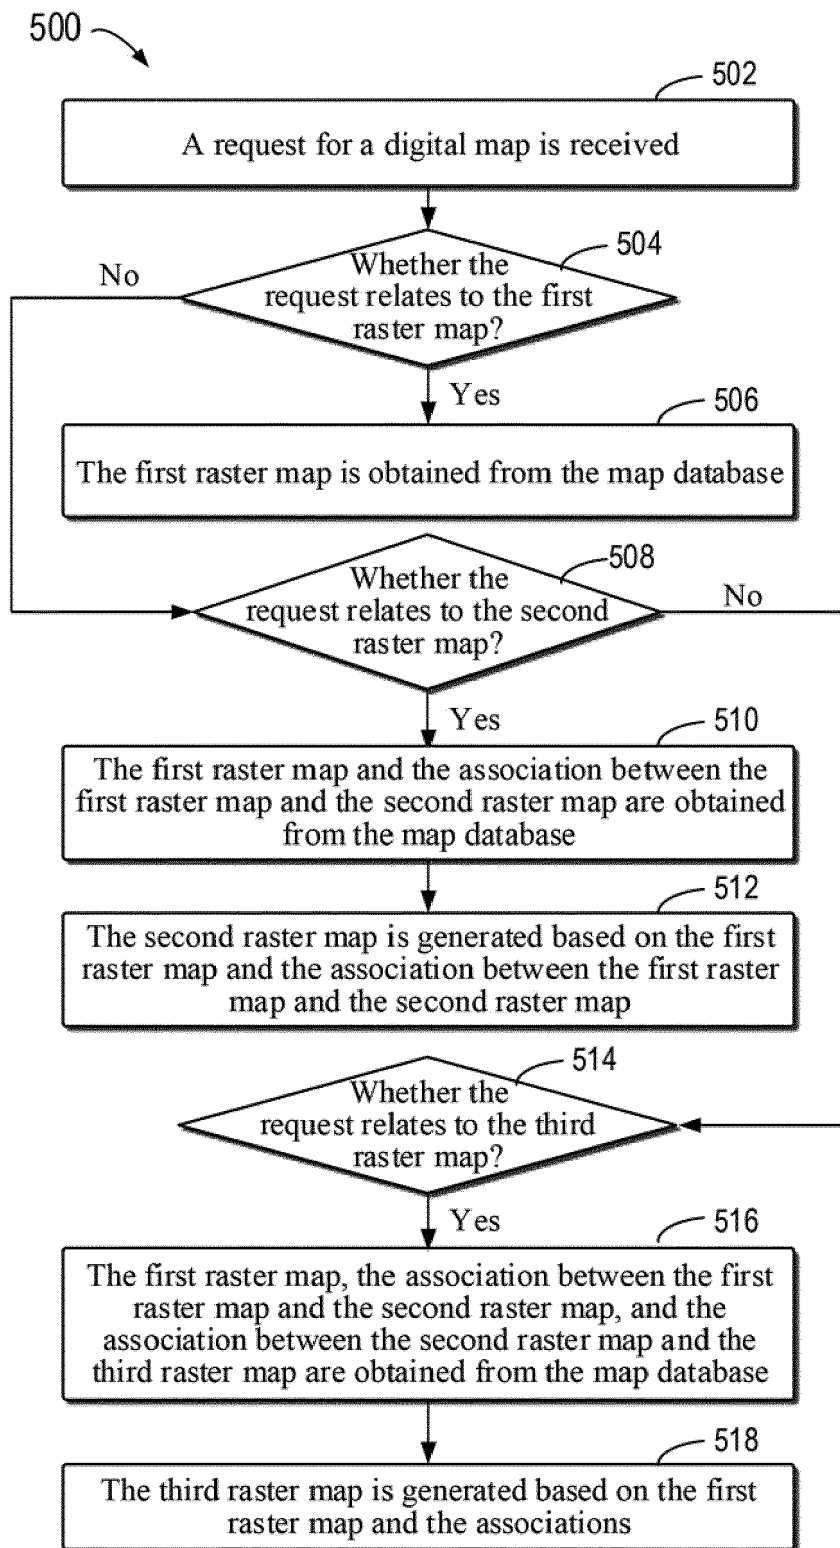 500
502
A request for a digital map is received
504
Whether the
request relates to the first
raster map?
No
Yes
506
The first raster map is obtained from the map database
508
Whether the
request relates to the second
raster map?
No
Yes
510
The first raster map and the association between the
first raster map and the second raster map are obtained
from the map database
512
The second raster map is generated based on the first
raster map and the association between the first raster
map and the second raster map
514
Whether the
request relates to the third
raster map?
Yes
516
The first raster map, the association between the first
raster map and the second raster map, and the
association between the second raster map and the
third raster map are obtained from the map database
518
The third raster map is generated based on the first
raster map and the associations